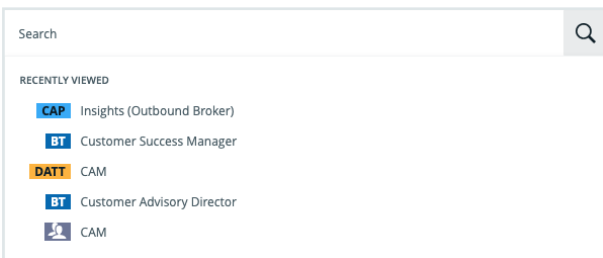 Search
RECENTLY VIEWED
CAP Insights (Outbound Broker)
BT Customer Success Manager
DATT CAM
BT Customer Advisory Director
CAM